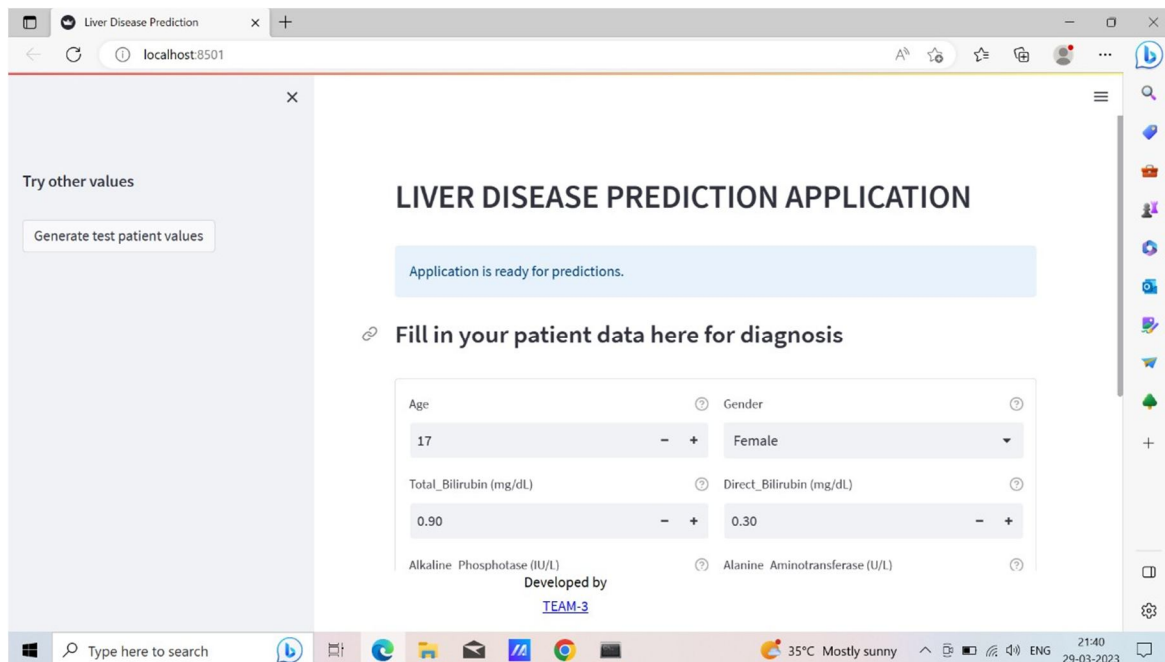 Liver Disease Prediction
localhost:8501
Try other values
Generate test patient values
LIVER DISEASE PREDICTION APPLICATION
Application is ready for predictions.
Fill in your patient data here for diagnosis
Age Gender
17 Female
Total_Bilirubin (mg/dL) Direct_Bilirubin (mg/dL)
0.90 0.30
Alkaline_Phosphotase (IU/L) Alanine_Aminotransferase (U/L)
Developed by
TEAM-3
Type here to search 35°C Mostly sunny ENG 21:40
29-03-2023